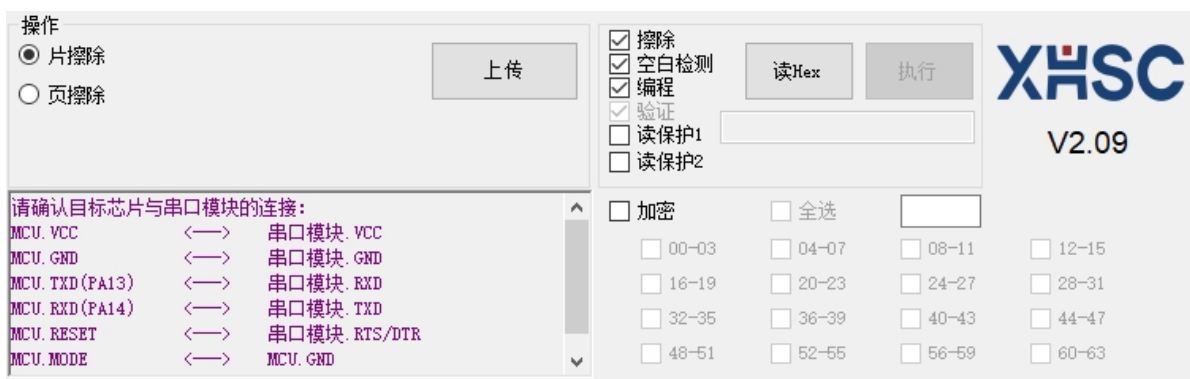 操作
片擦除
页擦除
上传
擦除
空白检测
编程
验证
读保护1
读保护2
读Hex
执行
XHSC
V2.09
请确认目标芯片与串口模块的连接:
MCU.VCC <——> 串口模块.VCC
MCU.GND <——> 串口模块.GND
MCU.TXD(PA13) <——> 串口模块.RXD
MCU.RXD(PA14) <——> 串口模块.TXD
MCU.RESET <——> 串口模块.RTS/DTR
MCU.MODE <——> MCU.GND
加密 全选
00-03 04-07 08-11 12-15
16-19 20-23 24-27 28-31
32-35 36-39 40-43 44-47
48-51 52-55 56-59 60-63